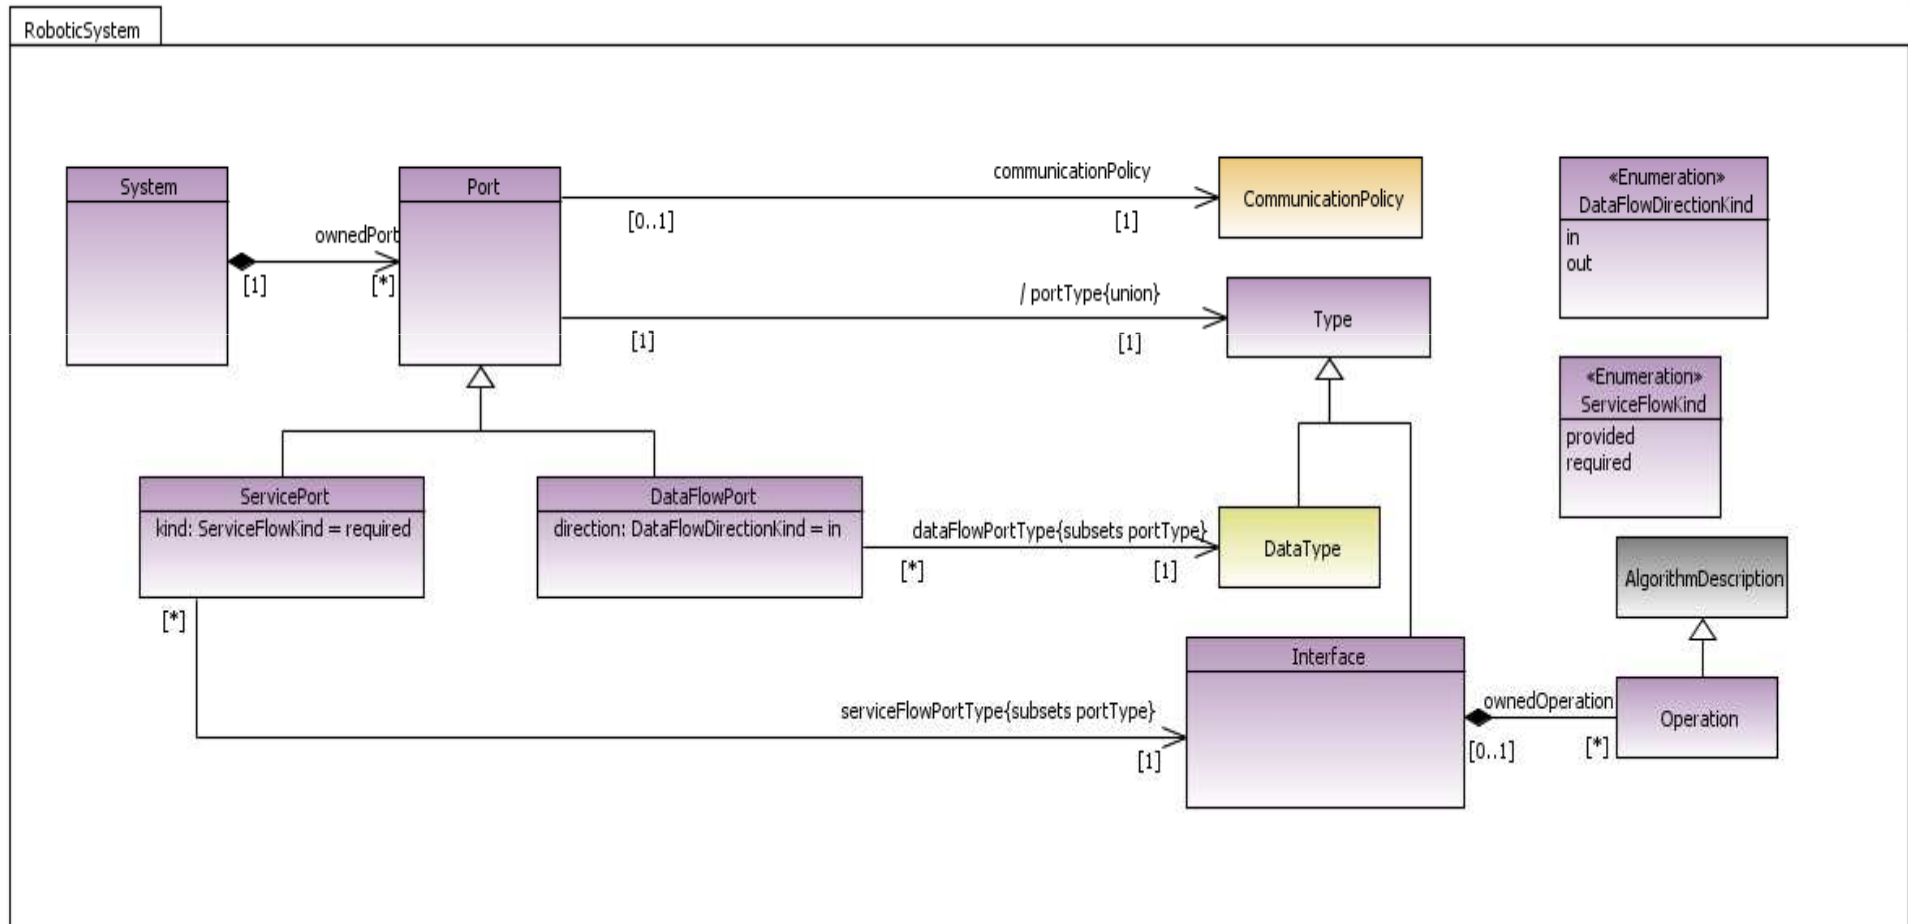 RoboticSystem
System
Port
communicationPolicy
[0..1]
[1]
CommunicationPolicy
«Enumeration»
DataFlowDirectionKind
in
out
ownedPort
[1]
[*]
/ portType{union}
[1]
[1]
Type
«Enumeration»
ServiceFlowKind
provided
required
ServicePort
kind: ServiceFlowKind = required
DataFlowPort
direction: DataFlowDirectionKind = in
dataFlowPortType{subsets portType}
[*]
[1]
DataType
AlgorithmDescription
[*]
serviceFlowPortType{subsets portType}
[1]
Interface
ownedOperation
[0..1]
[*]
Operation